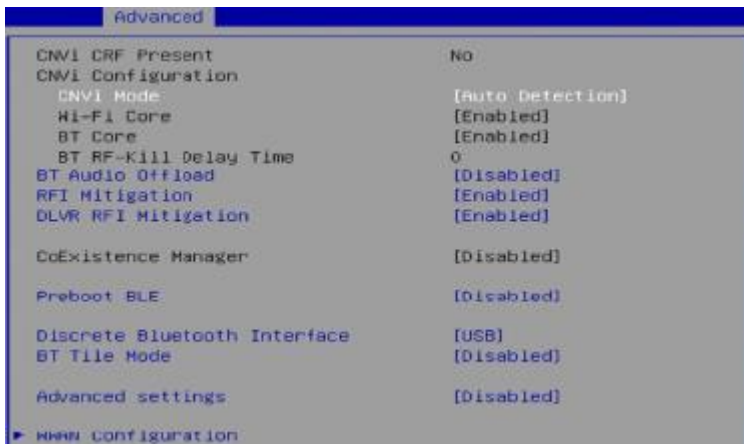 Advanced
CNVi CRF Present No
CNVi Configuration
CNVi Mode [Auto Detection]
Wi-Fi Core [Enabled]
BT Core [Enabled]
BT RF-Kill Delay Time 0
BT Audio Offload [Disabled]
RFI Mitigation [Enabled]
DLVR RFI Mitigation [Enabled]
CoExistence Manager [Disabled]
Preboot BLE [Disabled]
Discrete Bluetooth Interface [USB]
BT Tile Mode [Disabled]
Advanced settings [Disabled]
► WWAN Configuration